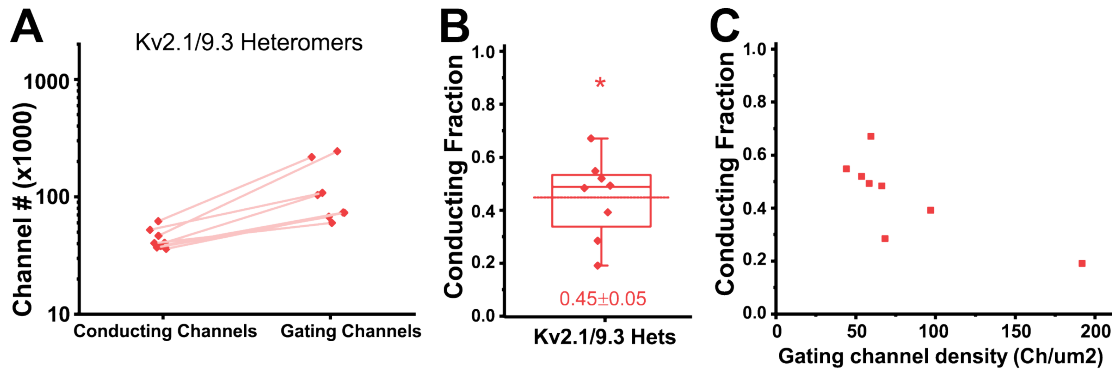 A
Kv2.1/9.3 Heteromers
Channel # (x1000)
1000
100
10
Conducting Channels
Gating Channels
B
Conducting Fraction
1.0
0.8
0.6
0.4
0.2
0.0
*
0.45±0.05
Kv2.1/9.3 Hets
C
Conducting Fraction
1.0
0.8
0.6
0.4
0.2
0.0
0
50
100
150
200
Gating channel density (Ch/um2)